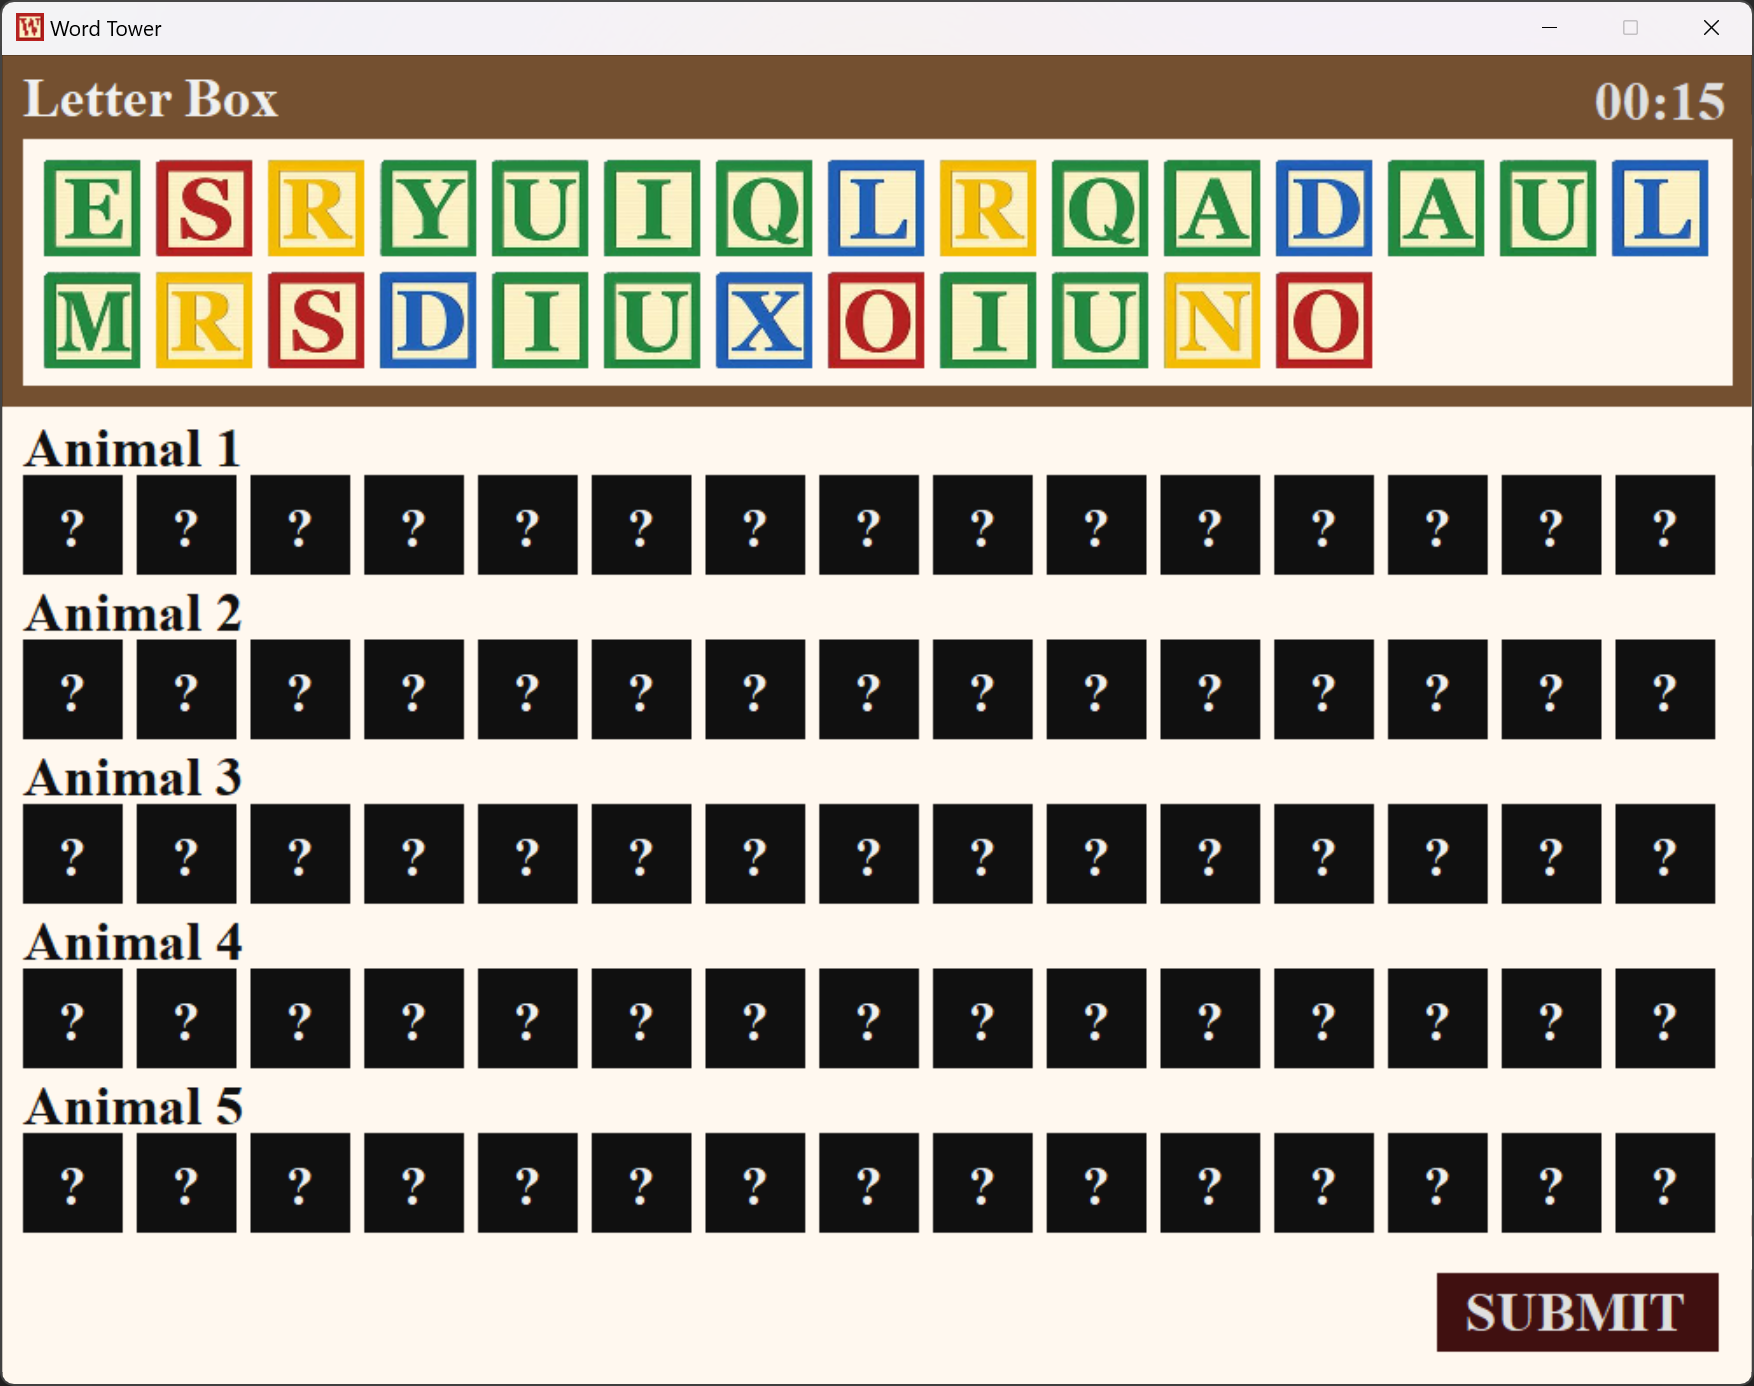 Word Tower
Letter Box 00:15
E S R Y U I Q L R Q A D A U L
M R S D I U X O I U N O
Animal 1
? ? ? ? ? ? ? ? ? ? ? ? ? ? ?
Animal 2
? ? ? ? ? ? ? ? ? ? ? ? ? ? ?
Animal 3
? ? ? ? ? ? ? ? ? ? ? ? ? ? ?
Animal 4
? ? ? ? ? ? ? ? ? ? ? ? ? ? ?
Animal 5
? ? ? ? ? ? ? ? ? ? ? ? ? ? ?
SUBMIT